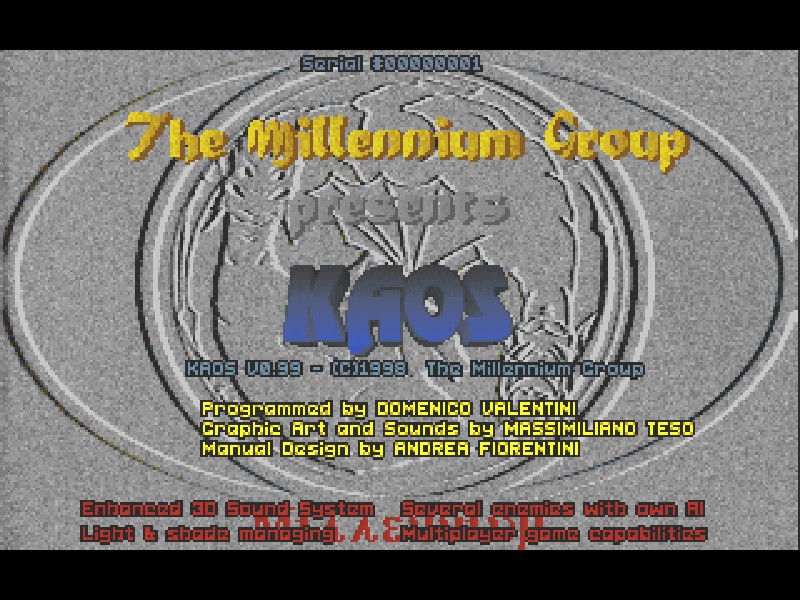 Serial #00000001
The Millennium Group
presents
KAOS
KAOS V0.99 - (C)1998 The Millennium Group
Programmed by DOMENICO VALENTINI
Graphic Art and Sounds by MASSIMILIANO TESO
Manual Design by ANDREA FIORENTINI
Enhanced 3D Sound-System Several enemies with own AI
Light & shade managing Multiplayer game capabilities